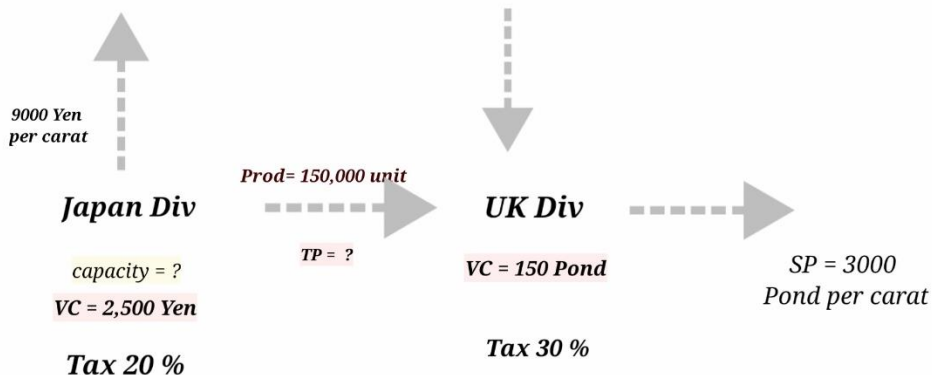 9000 Yen
per carat
Prod= 150,000 unit
Japan Div
UK Div
TP = ?
capacity = ?
VC = 2,500 Yen
VC = 150 Pond
SP = 3000
Pond per carat
Tax 20 %
Tax 30 %